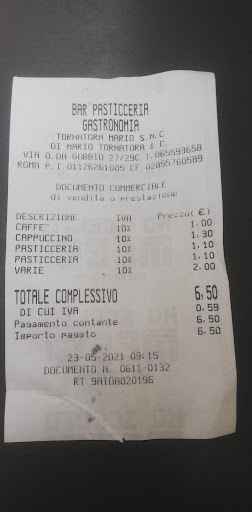 BAR PASTICCERIA
GASTRONOMIA
TORNATORA MARIO S.N.C
DI MARIO TORNATORA & C.
VIA O.DA GUBBIO 27/29C T.065593658
ROMA P.I.01126261005 CF 02855760589
DOCUMENTO COMMERCIALE
di vendita o prestazione
DESCRIZIONE IVA Prezzo(€)
CAFFE' 10% 1.00
CAPPUCCINO 10% 1,30
PASTICCERIA 10% 1,10
PASTICCERIA 10% 1,10
VARIE 10% 2,00
TOTALE COMPLESSIVO 6,50
DI CUI IVA 0,59
Pagamento contante 6,50
Importo pagato 6,50
23-05-2021 09:15
DOCUMENTO N. 0611-0132
RT 9AIOA020196